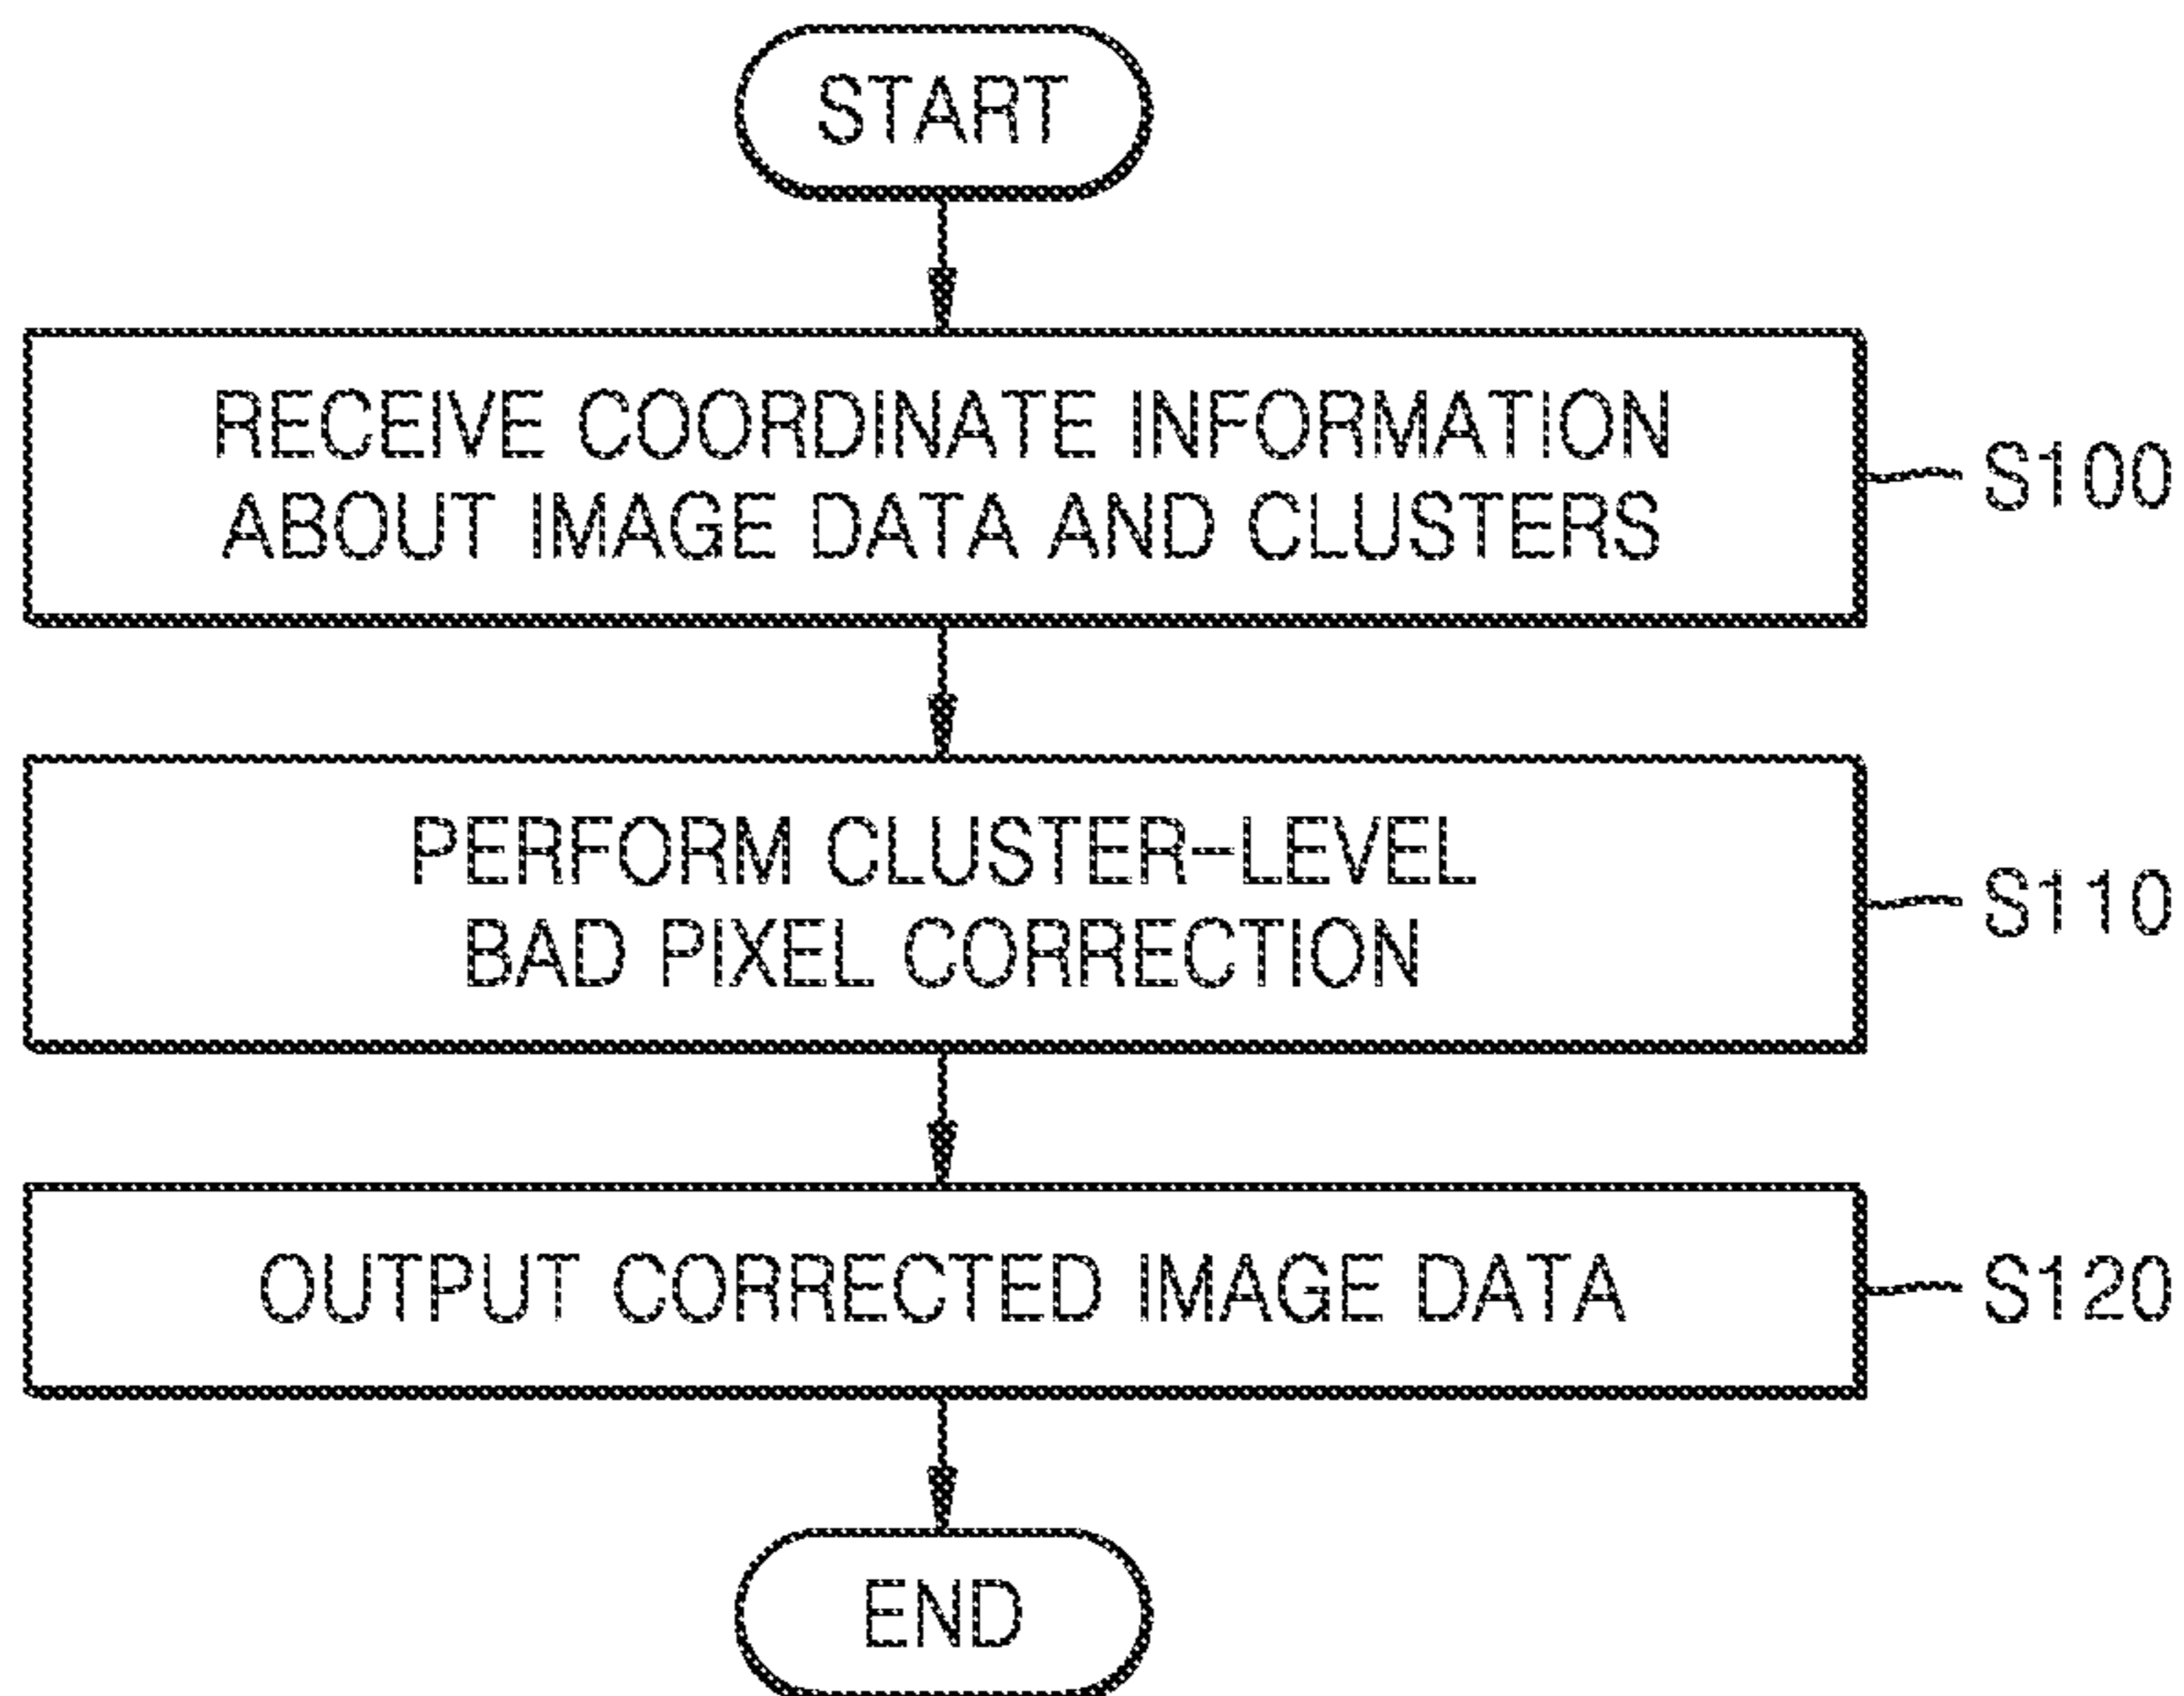 START
RECEIVE COORDINATE INFORMATION
ABOUT IMAGE DATA AND CLUSTERS
S100
PERFORM CLUSTER-LEVEL
BAD PIXEL CORRECTION
S110
OUTPUT CORRECTED IMAGE DATA
S120
END